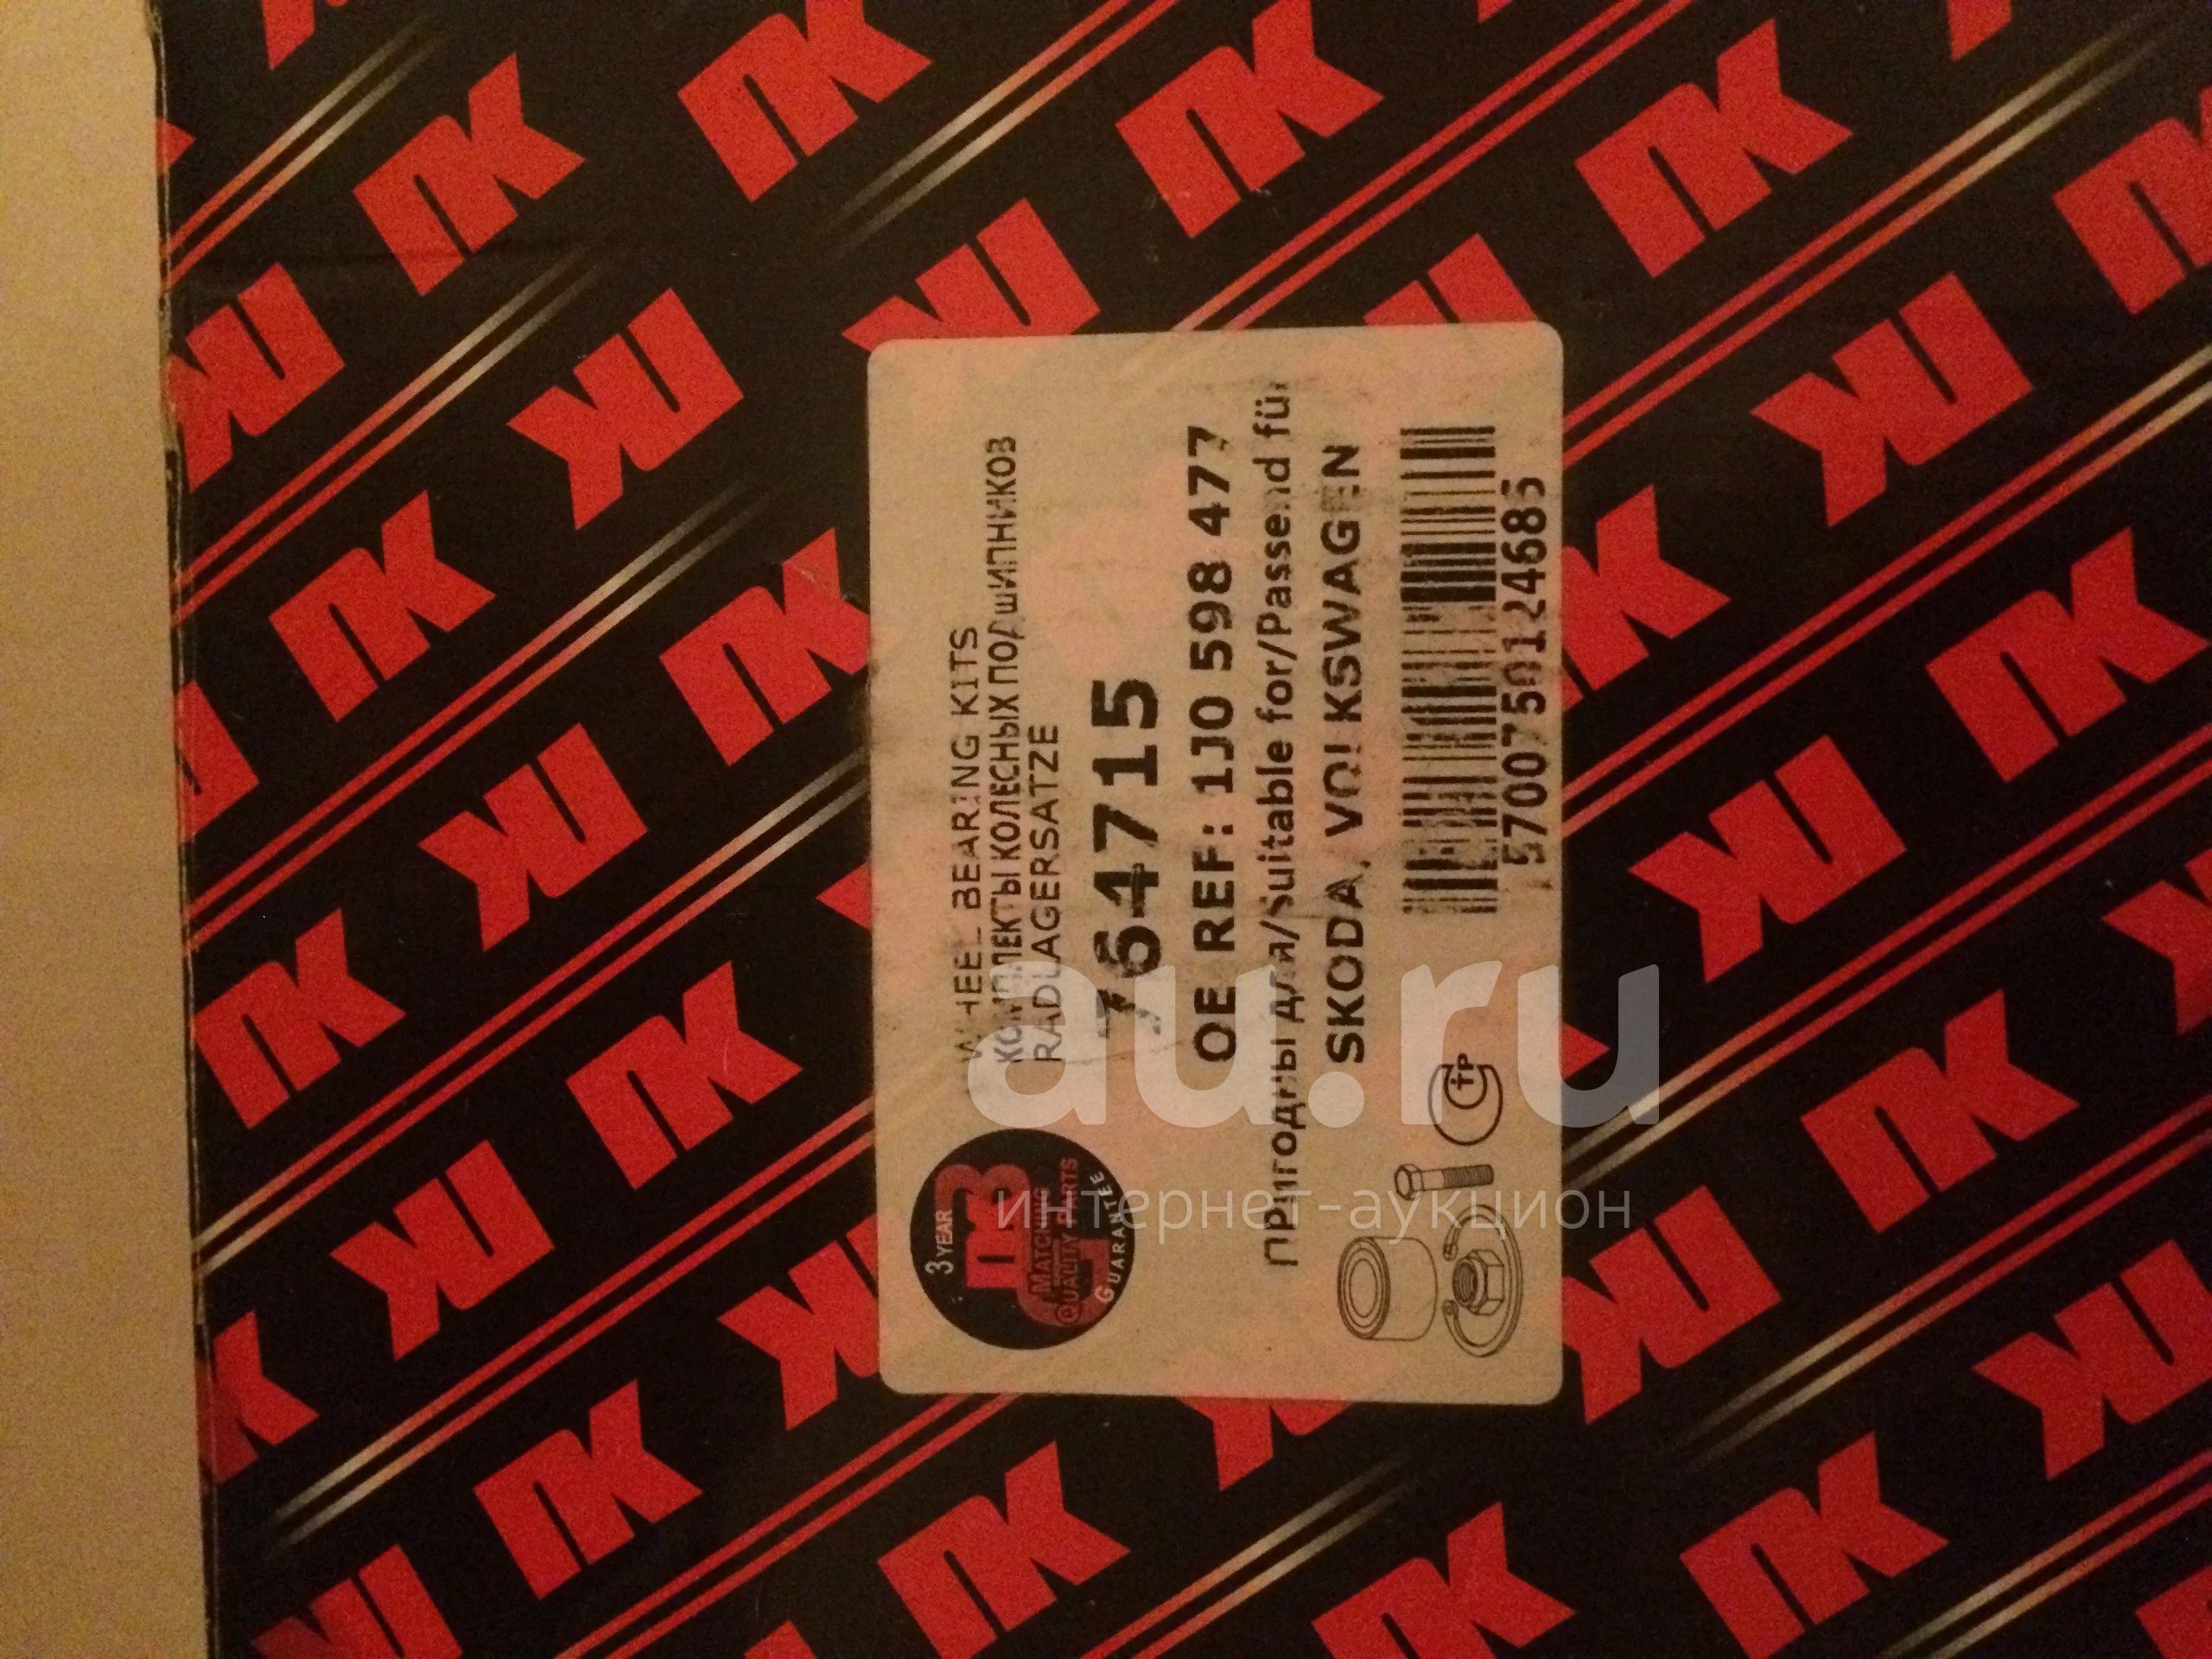 WHEEL BEARING KITS
КОМПЛЕКТЫ КОЛЕСНЫХ ПОДШИПНИКОВ
RADLAGERSATZE
764715
OE REF: 1J0 598 477
ПРигодны для/Suitable for/Passend für
SKODA, VOLKSWAGEN
5700750124685
3 YEAR
MATCHING
QUALITY PARTS
GUARANTEE
au.ru
интернет-аукцион